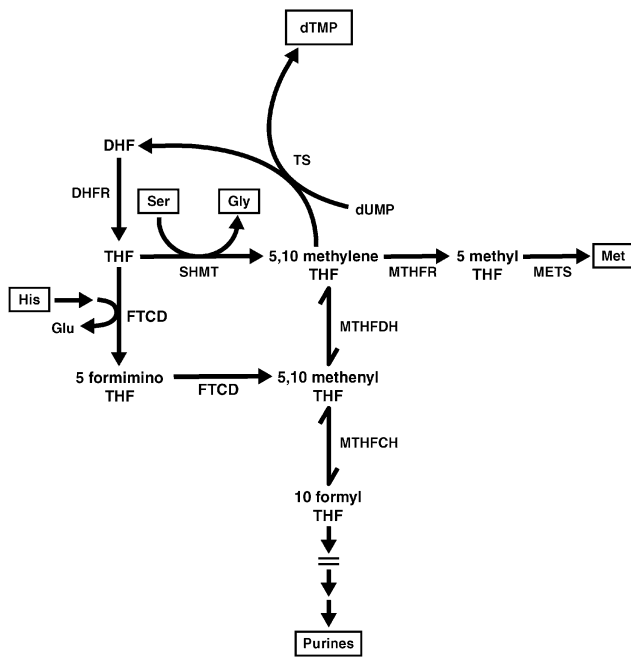 dTMP
DHF
TS
DHFR
Ser
Gly
dUMP
THF
SHMT
5,10 methylene
THF
MTHFR
5 methyl
THF
METS
Met
His
Glu
FTCD
MTHFDH
5 formimino
THF
FTCD
5,10 methenyl
THF
MTHFCH
10 formyl
THF
Purines